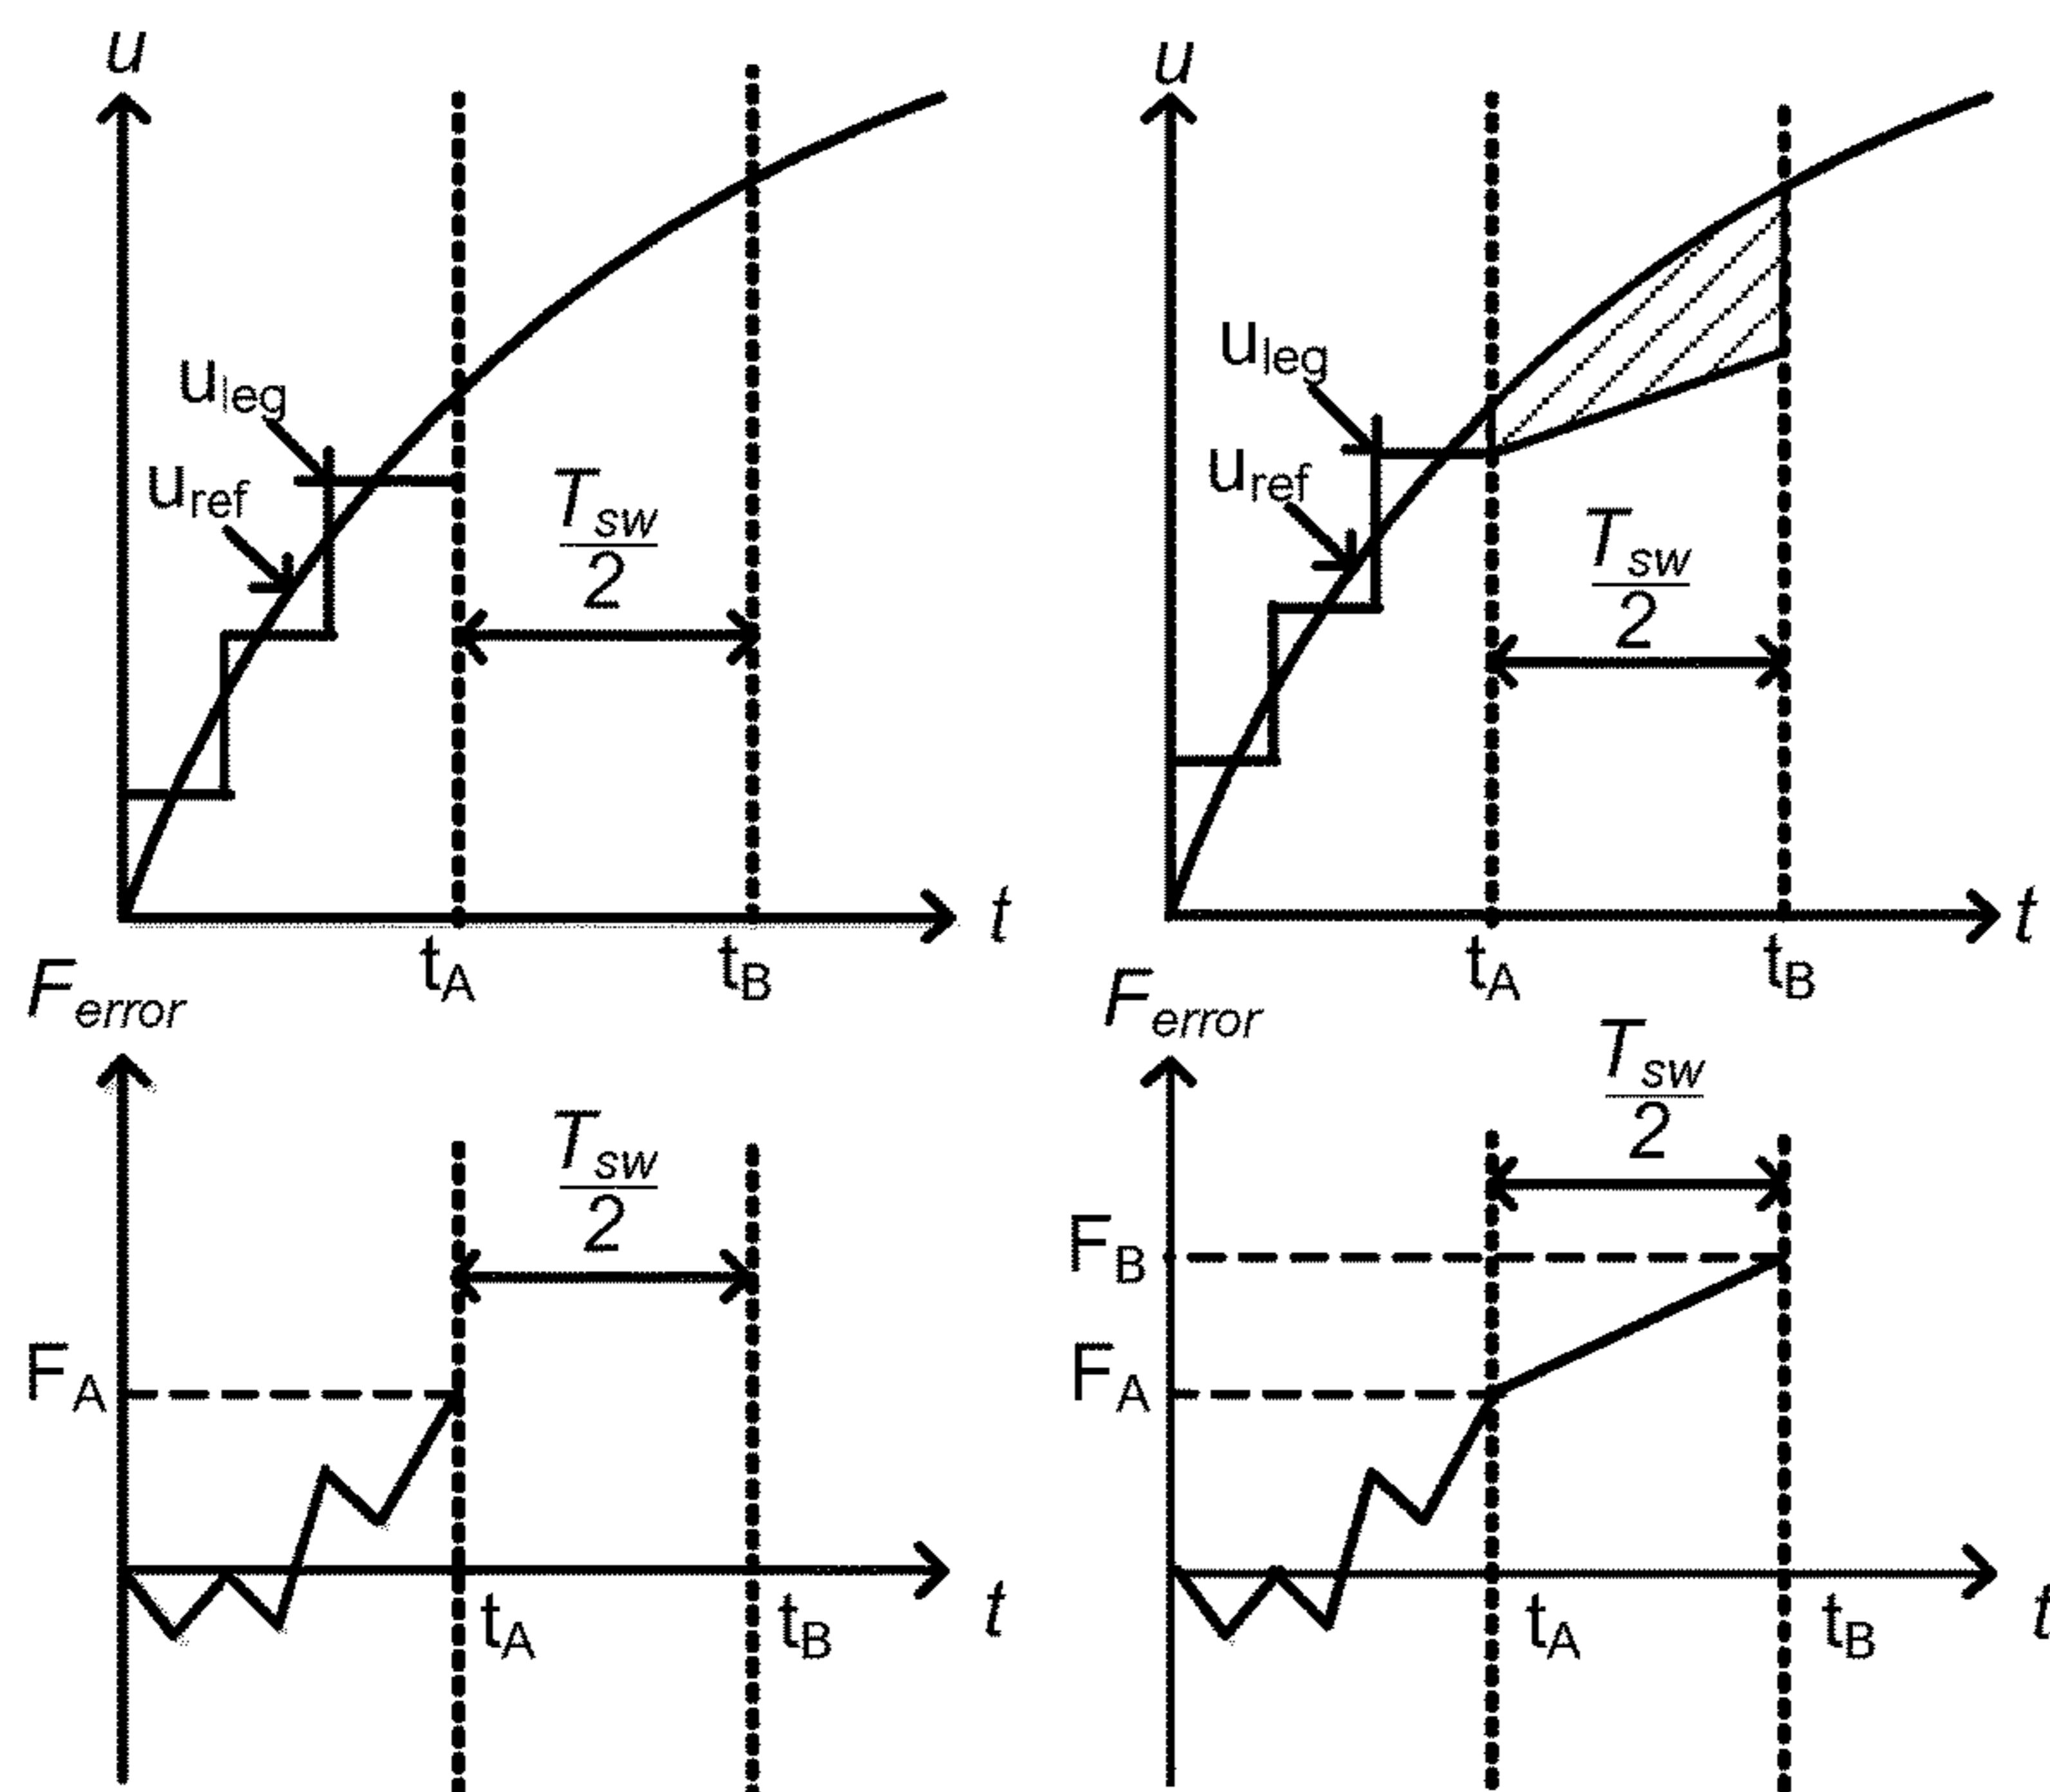 u
u_leg
u_ref
T_sw
2
t
t_A
t_B
u
u_leg
u_ref
T_sw
2
t
t_A
t_B
F_error
T_sw
2
F_A
t_A
t_B
t
F_error
T_sw
2
F_B
F_A
t_A
t_B
t